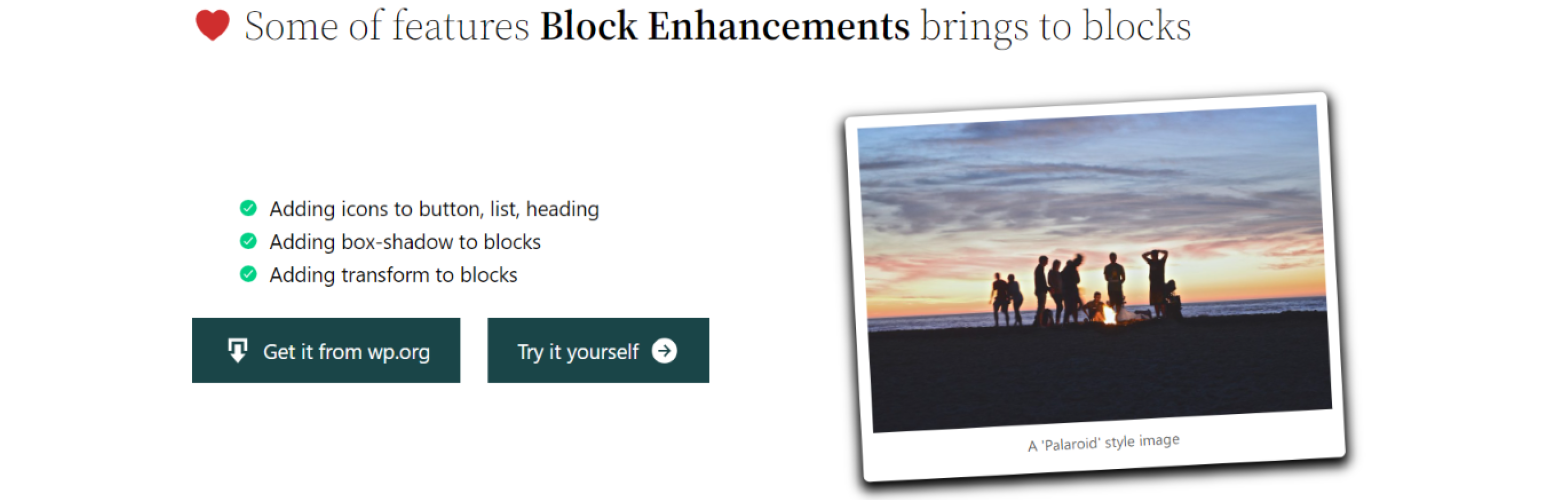 Some of features Block Enhancements brings to blocks
Adding icons to button, list, heading
Adding box-shadow to blocks
Adding transform to blocks
Get it from wp.org
Try it yourself
A 'Palaroid' style image